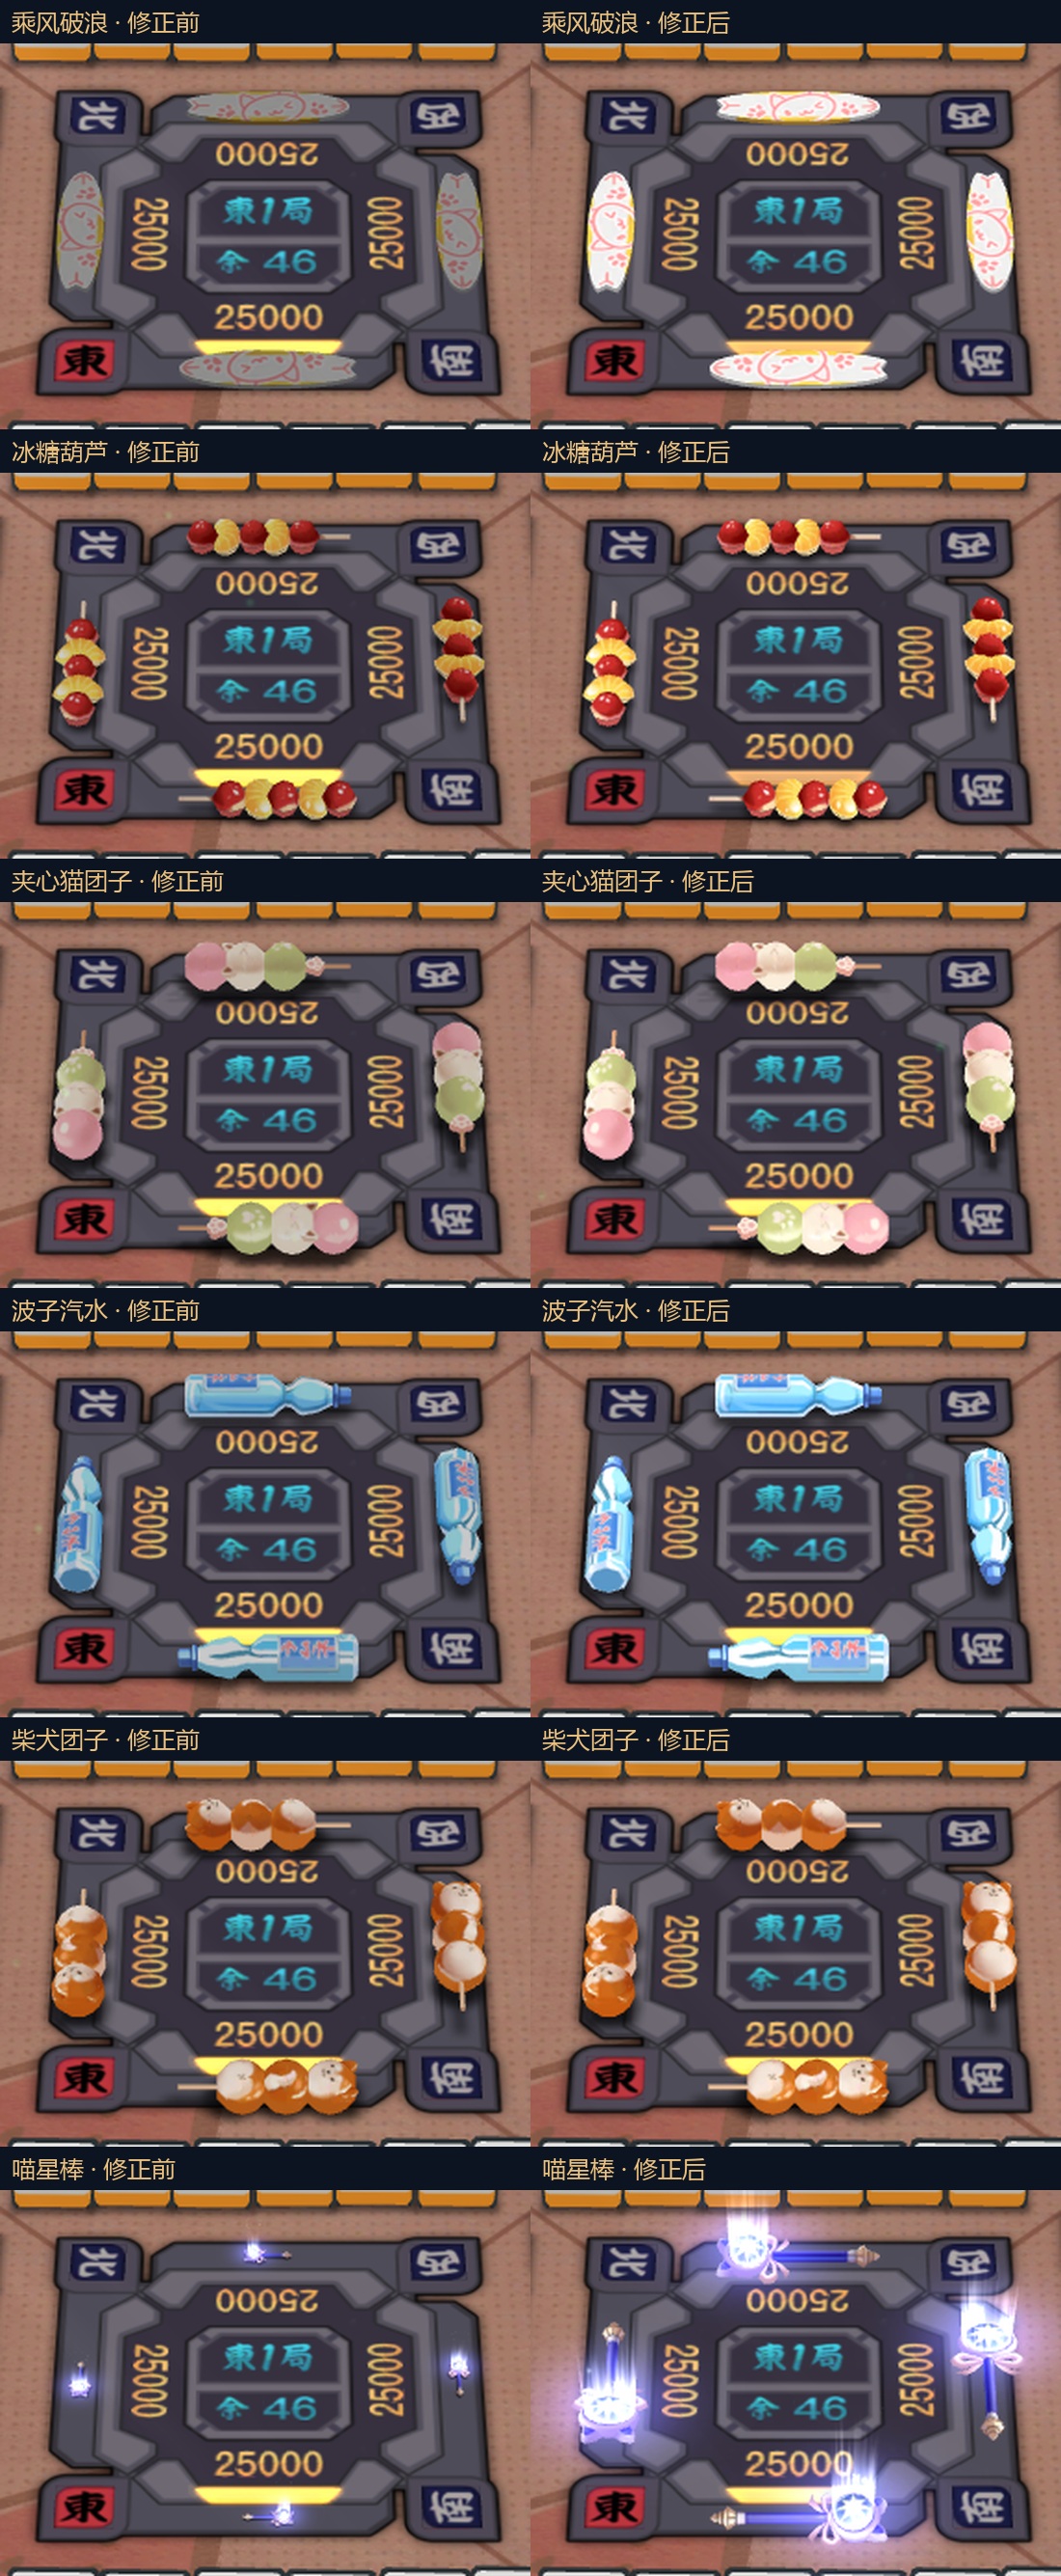 乘风破浪 · 修正前
北 西
25000
25000 東1局 25000
余 46
25000
東 南
乘风破浪 · 修正后
北 西
25000
25000 東1局 25000
余 46
25000
東 南
冰糖葫芦 · 修正前
北 西
25000
25000 東1局 25000
余 46
25000
東 南
冰糖葫芦 · 修正后
北 西
25000
25000 東1局 25000
余 46
25000
東 南
夹心猫团子 · 修正前
北 西
25000
25000 東1局 25000
余 46
25000
東 南
夹心猫团子 · 修正后
北 西
25000
25000 東1局 25000
余 46
25000
東 南
波子汽水 · 修正前
北 西
25000
25000 東1局 25000
余 46
25000
東 南
波子汽水 · 修正后
北 西
25000
25000 東1局 25000
余 46
25000
東 南
柴犬团子 · 修正前
北 西
25000
25000 東1局 25000
余 46
25000
東 南
柴犬团子 · 修正后
北 西
25000
25000 東1局 25000
余 46
25000
東 南
喵星棒 · 修正前
北 西
25000
25000 東1局 25000
余 46
25000
東 南
喵星棒 · 修正后
北 西
25000
25000 東1局 25000
余 46
25000
東 南